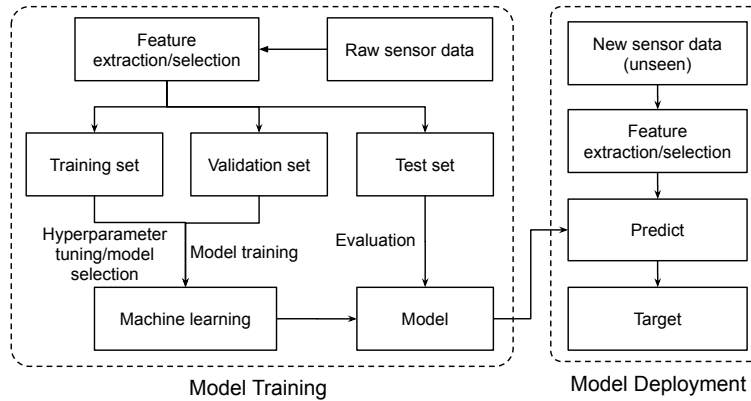 Feature
extraction/selection
Raw sensor data
Training set
Validation set
Test set
Hyperparameter
tuning/model
selection
Model training
Evaluation
Machine learning
Model
Model Training
New sensor data
(unseen)
Feature
extraction/selection
Predict
Target
Model Deployment